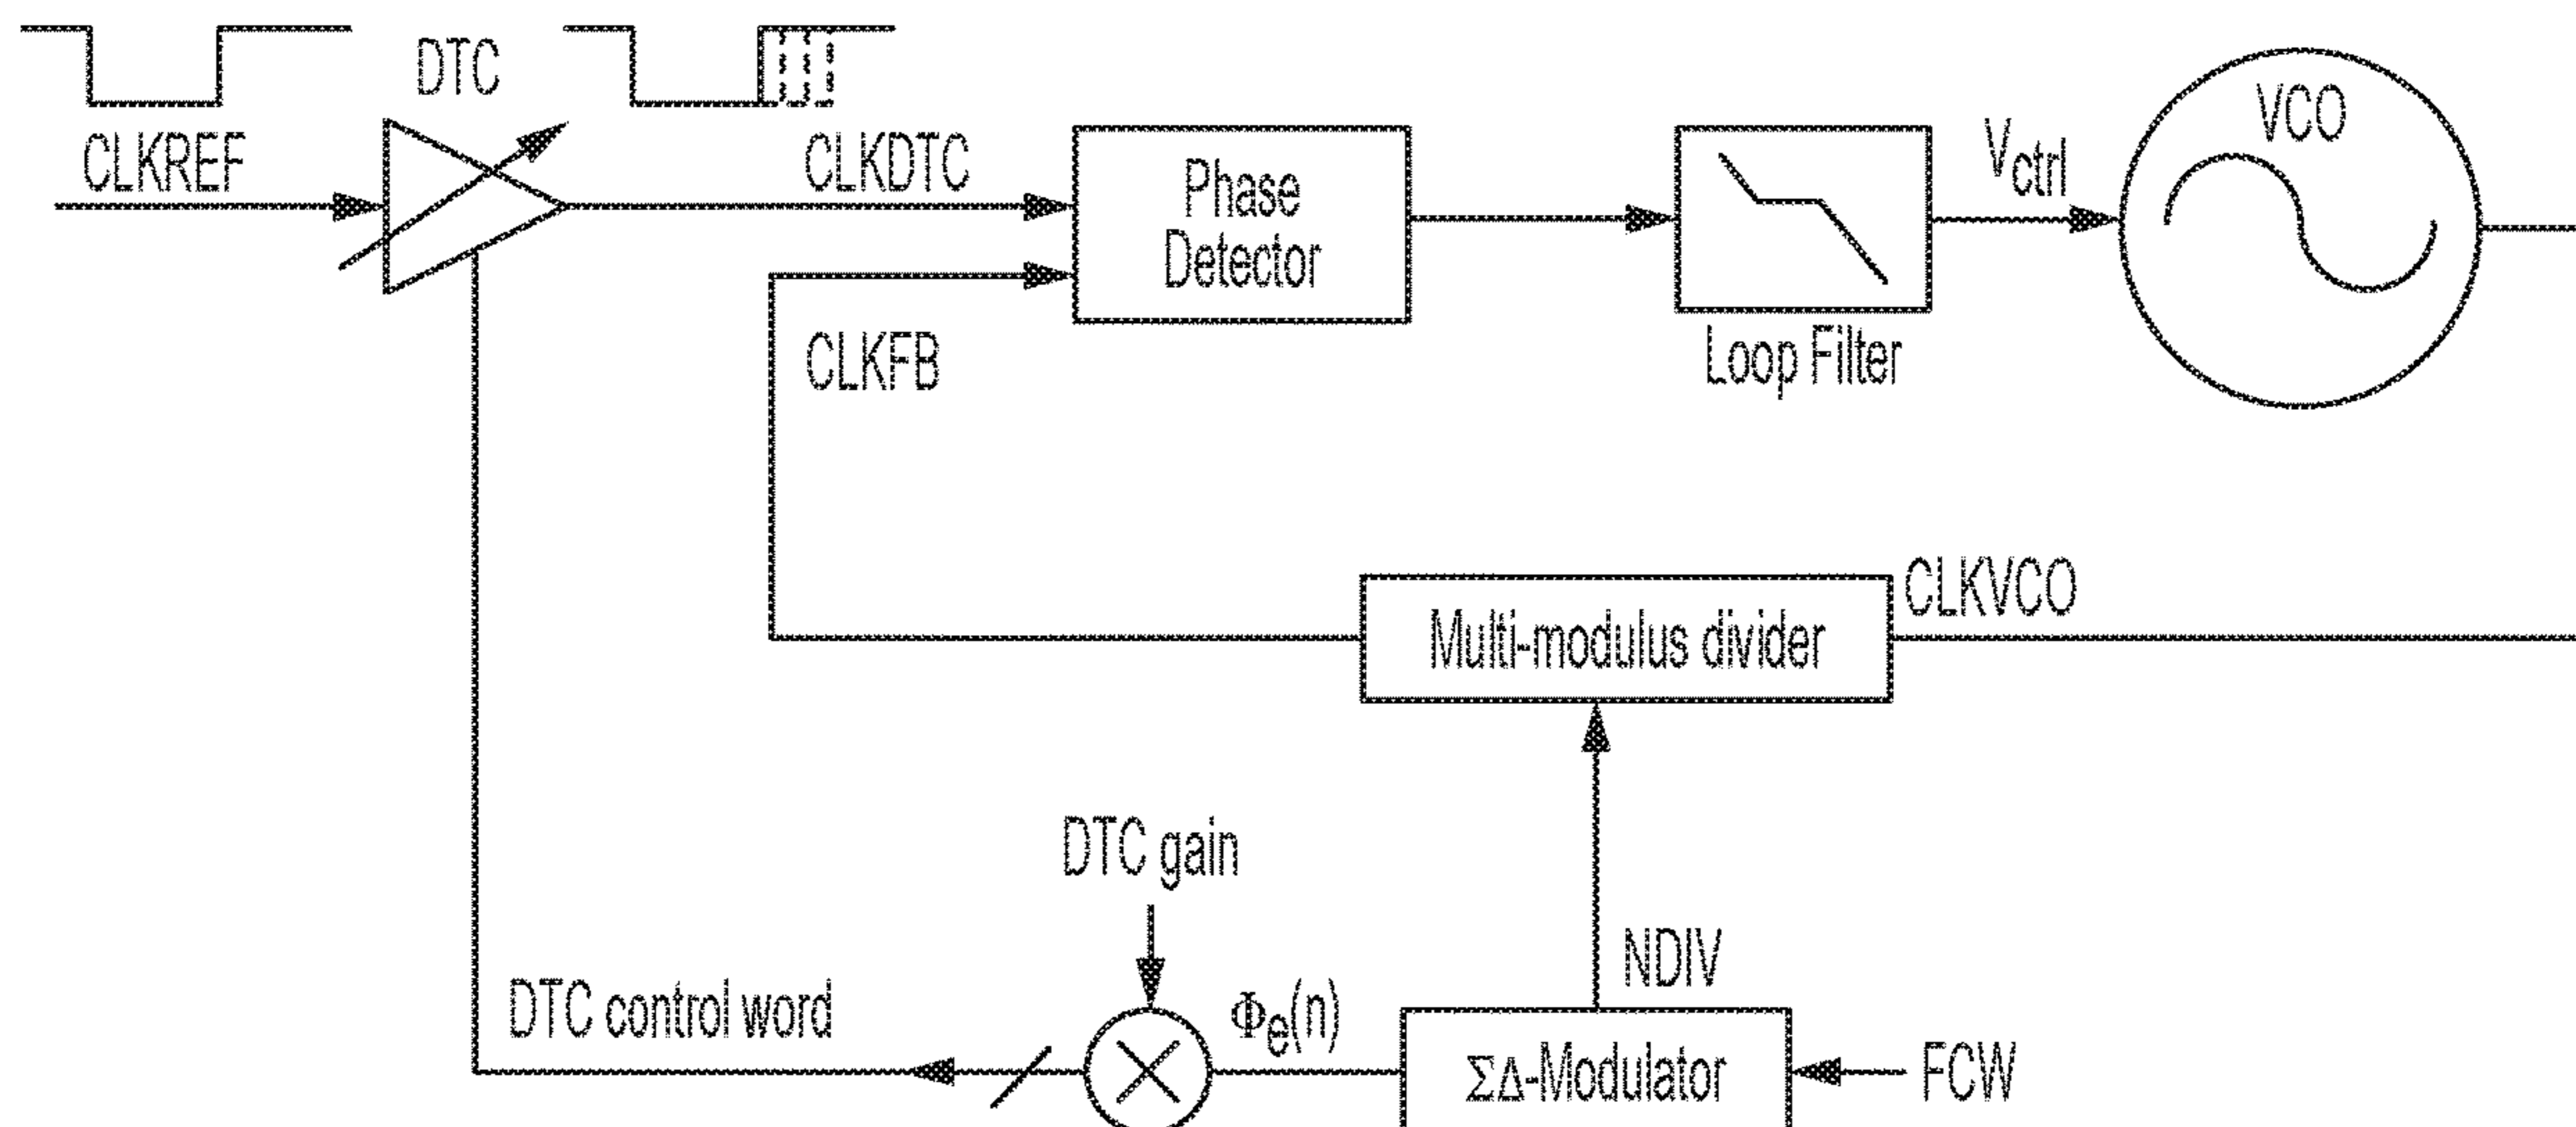 DTC
CLKREF
CLKDTC
Phase
Detector
Vctrl
VCO
CLKFB
Loop Filter
Multi-modulus divider
CLKVCO
DTC gain
NDIV
DTC control word
Φe(n)
ΣΔ-Modulator
FCW